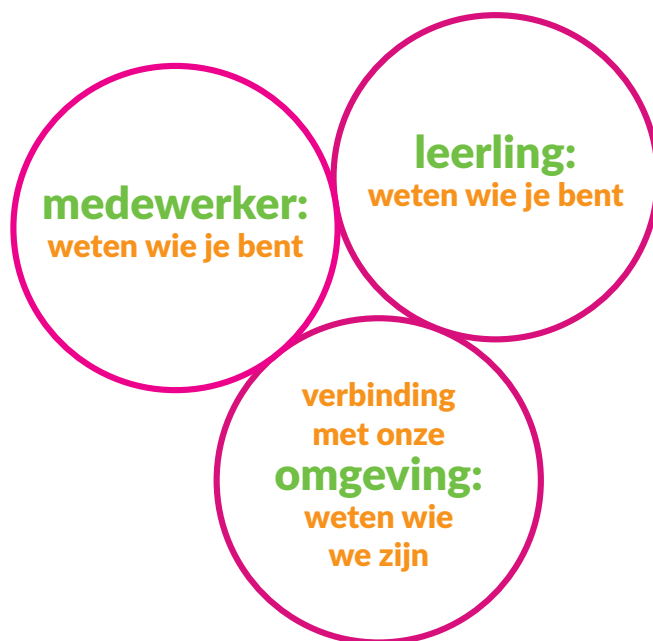 medewerker:
weten wie je bent
leerling:
weten wie je bent
verbinding
met onze
omgeving:
weten wie
we zijn